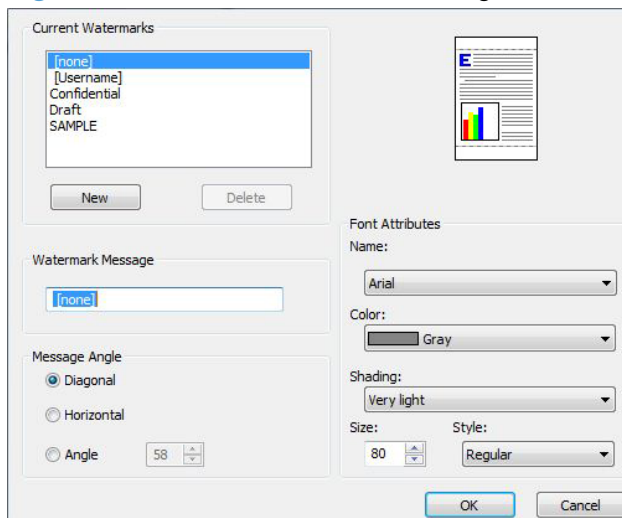 Current Watermarks
[none]
[Username]
Confidential
Draft
SAMPLE
New
Delete
Watermark Message
[none]
Message Angle
Diagonal
Horizontal
Angle
58
E
Font Attributes
Name:
Arial
Color:
Gray
Shading:
Very light
Size:
Style:
80
Regular
OK
Cancel